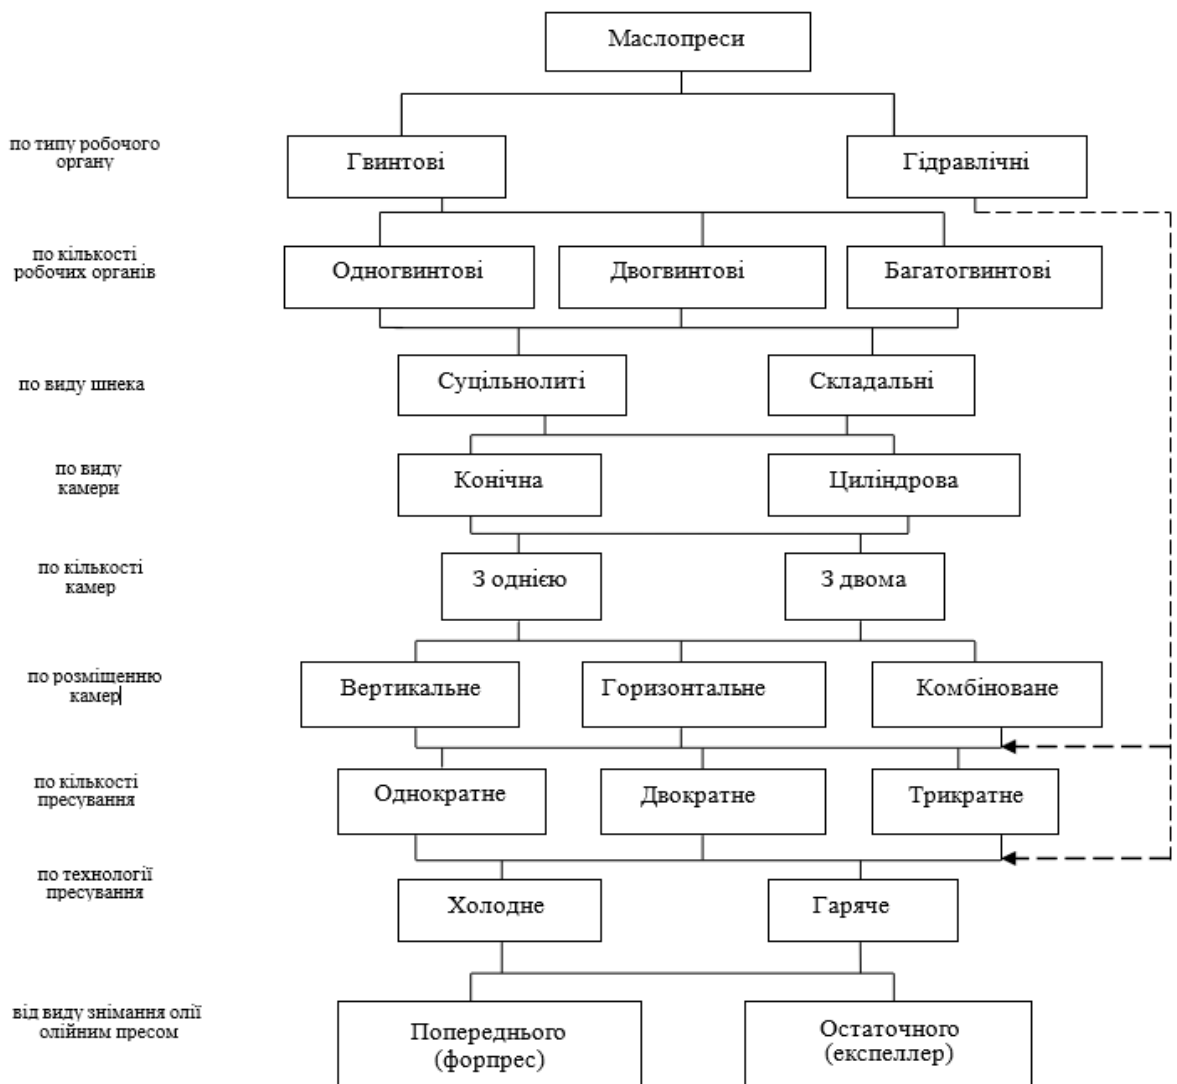 Маслопреси
по типу робочого
органу
Гвинтові
Гідравлічні
по кількості
робочих органів
Одногвинтові
Двогвинтові
Багатогвинтові
по виду шнека
Суцільнолиті
Складальні
по виду
камери
Конічна
Циліндрова
по кількості
камер
З однією
З двома
по розміщенню
камер
Вертикальне
Горизонтальне
Комбіноване
по кількості
пресування
Однократне
Двократне
Трикратне
по технології
пресування
Холодне
Гаряче
від виду знімання олії
олійним пресом
Попереднього
(форпрес)
Остаточного
(експеллер)